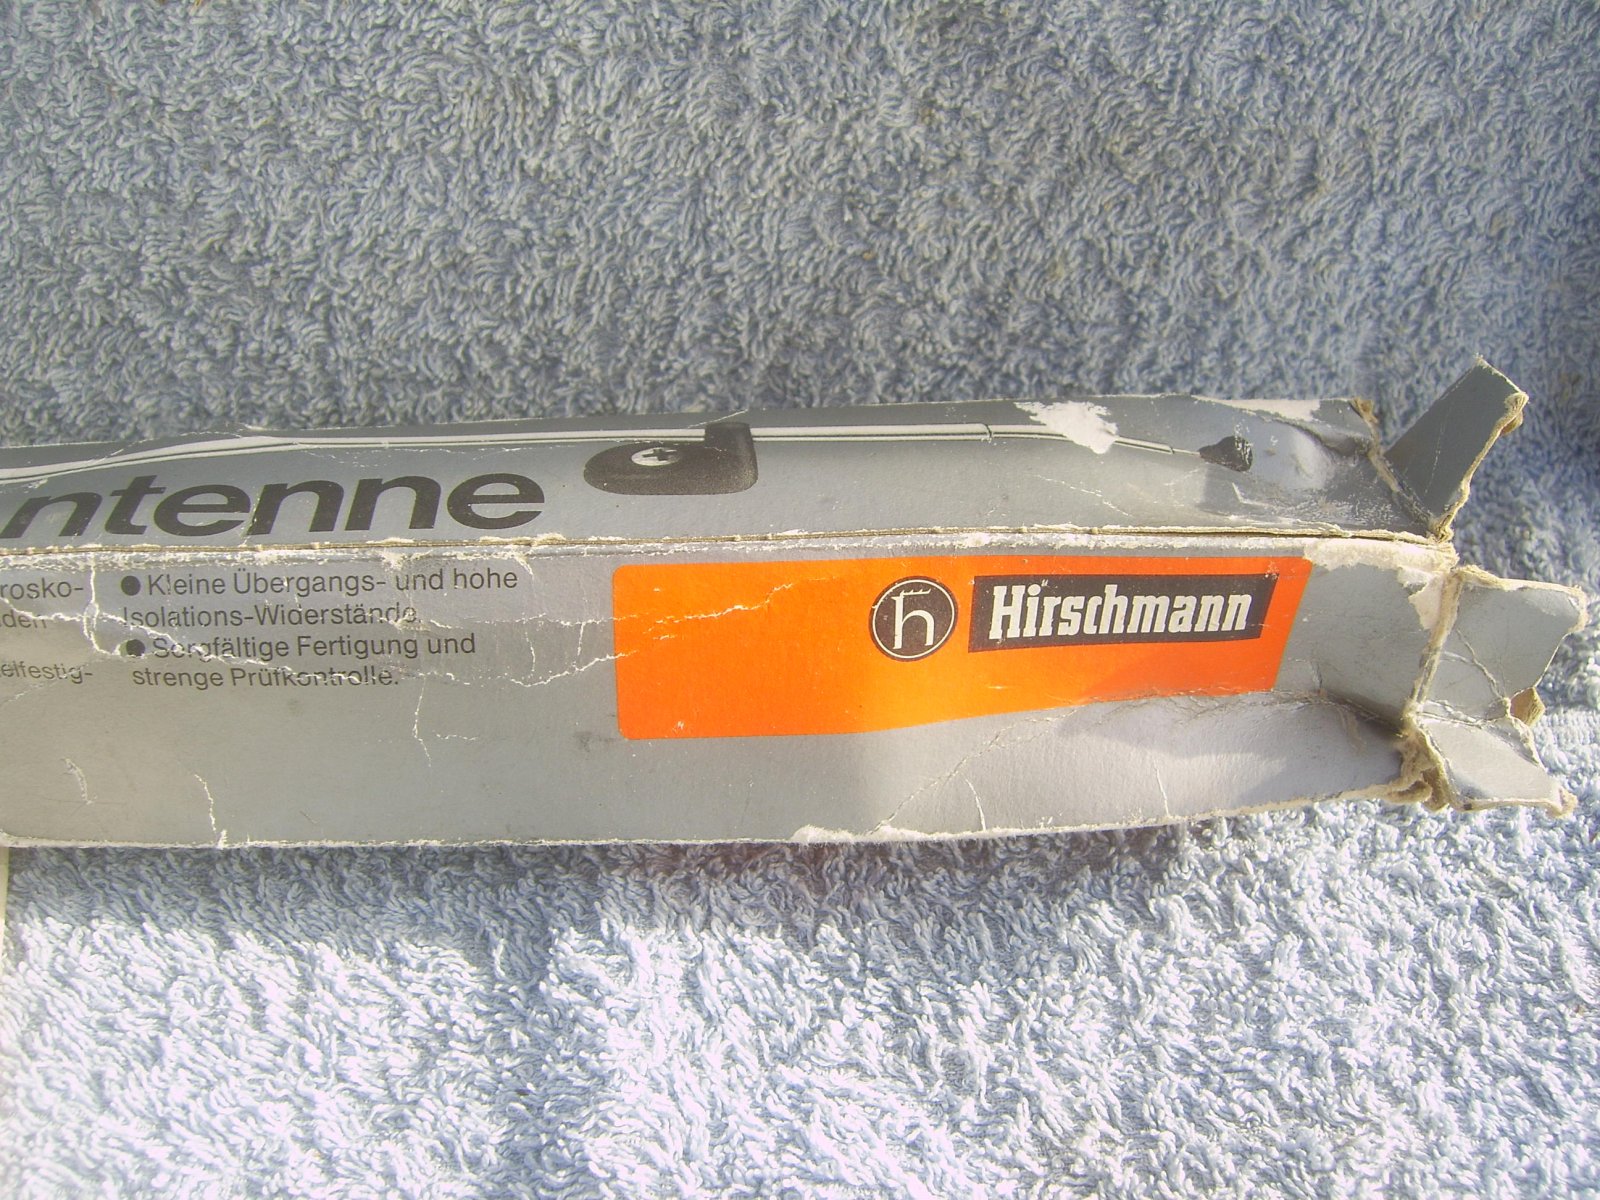 ntenne
rosko-
den
elfestig-
● Kleine Übergangs- und hohe
Isolations-Widerstände.
● Sorgfältige Fertigung und
strenge Prüfkontrolle.
h
Hirschmann